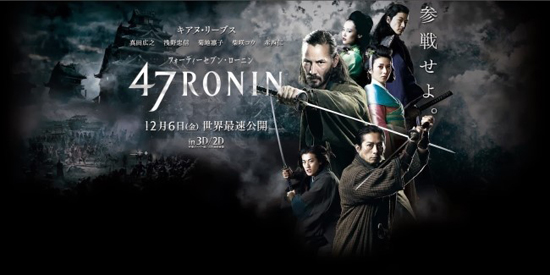 キアヌ・リーブス
真田広之 浅野忠信 菊地凛子 柴咲コウ 赤西仁
フォーティーセブン・ローニン
47RONIN
12月6日(金)世界最速公開
in 3D/2D
参戦せよ。